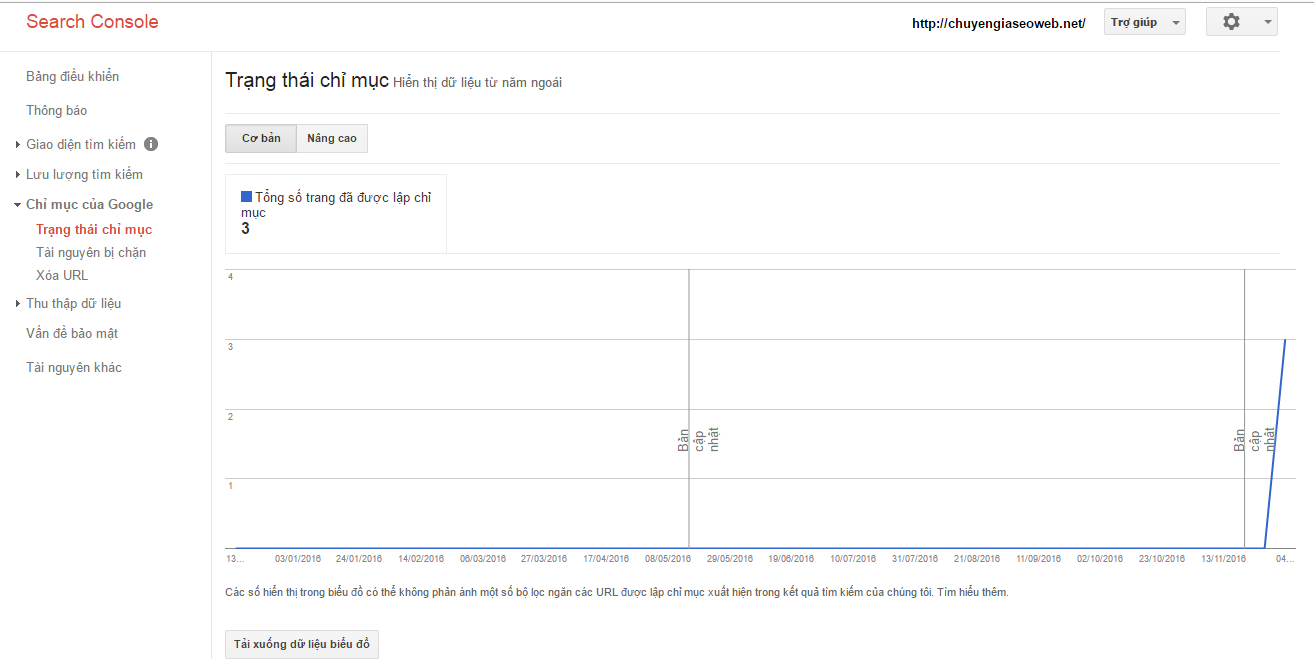 Search Console
http://chuyengiaseoweb.net/
Trợ giúp
Bảng điều khiển
Thông báo
Giao diện tìm kiếm
Lưu lượng tìm kiếm
Chỉ mục của Google
Trạng thái chỉ mục
Tài nguyên bị chặn
Xóa URL
Thu thập dữ liệu
Vấn đề bảo mật
Tài nguyên khác
Trạng thái chỉ mục Hiển thị dữ liệu từ năm ngoái
Cơ bản
Nâng cao
Tổng số trang đã được lập chỉ
mục
3
4
3
2
1
Bản
cập
nhật
Bản
cập
nhật
13...
03/01/2016
24/01/2016
14/02/2016
06/03/2016
27/03/2016
17/04/2016
08/05/2016
29/05/2016
19/06/2016
10/07/2016
31/07/2016
21/08/2016
11/09/2016
02/10/2016
23/10/2016
13/11/2016
04...
Các số hiển thị trong biểu đồ có thể không phản ánh một số bộ lọc ngăn các URL được lập chỉ mục xuất hiện trong kết quả tìm kiếm của chúng tôi. Tìm hiểu thêm.
Tải xuống dữ liệu biểu đồ